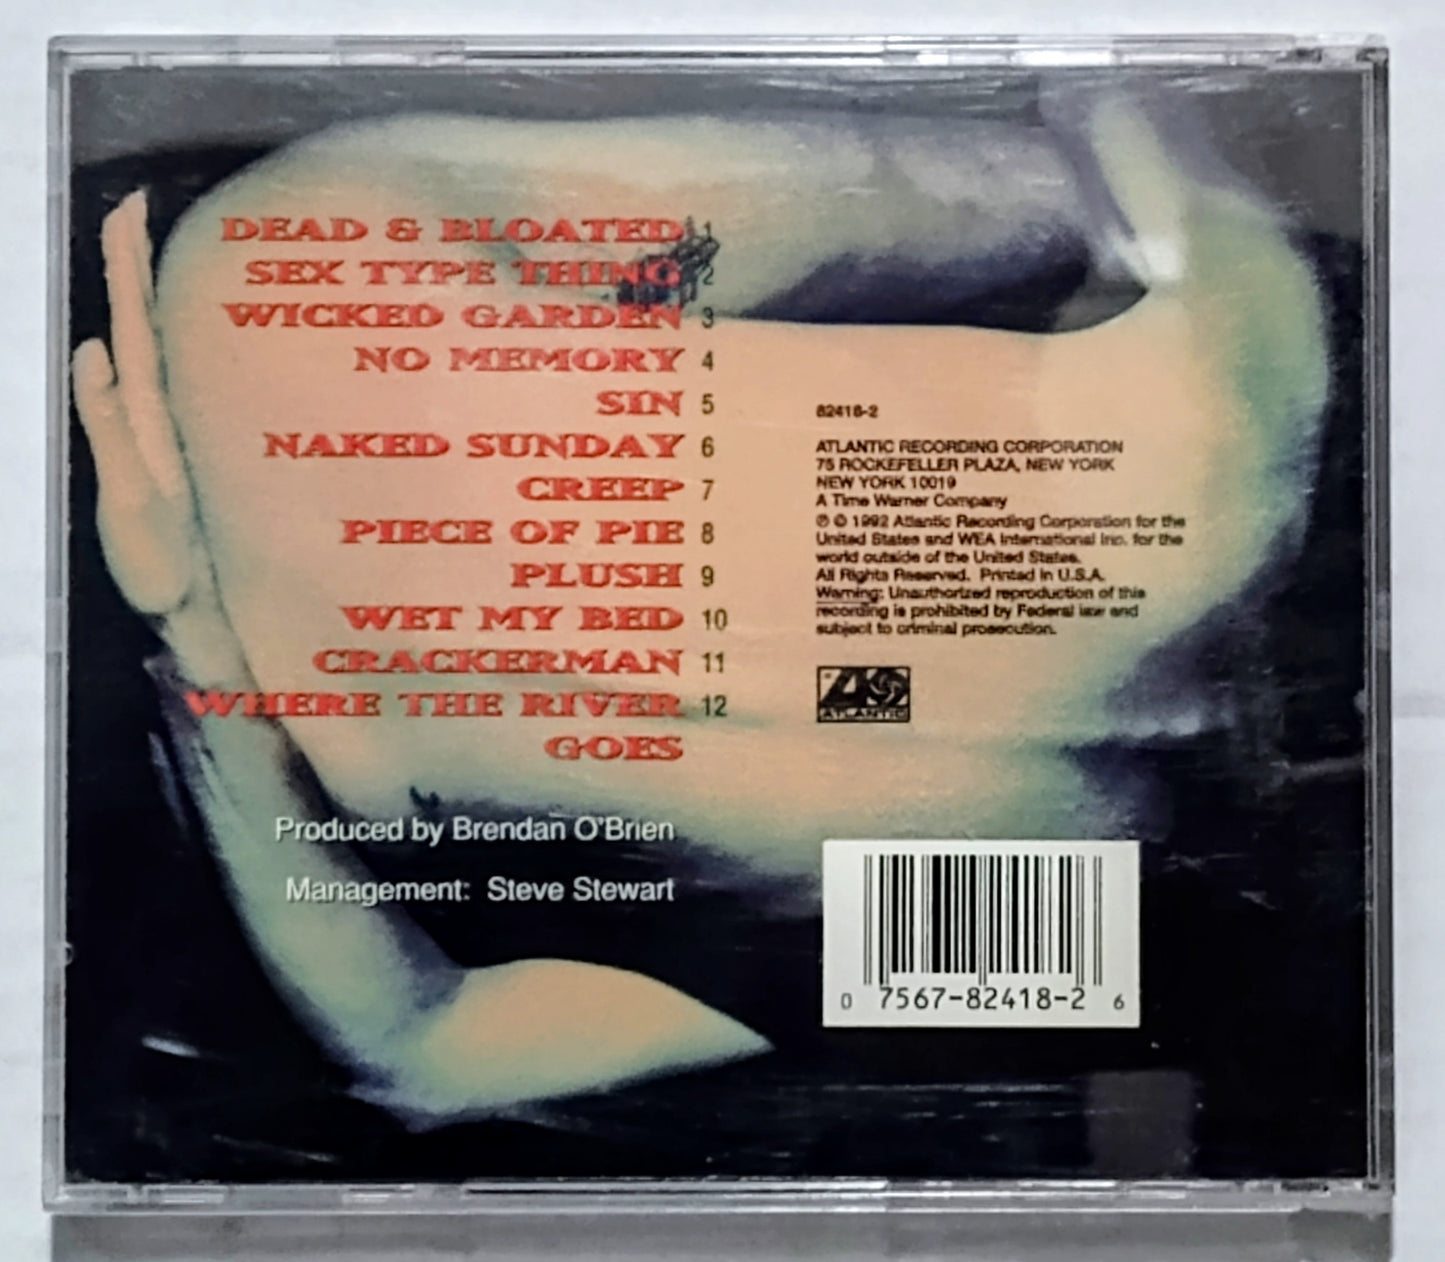 DEAD & BLOATED 1
SEX TYPE THING 2
WICKED GARDEN 3
NO MEMORY 4
SIN 5
NAKED SUNDAY 6
CREEP 7
PIECE OF PIE 8
PLUSH 9
WET MY BED 10
CRACKERMAN 11
WHERE THE RIVER 12
GOES
Produced by Brendan O'Brien
Management: Steve Stewart
82418-2
ATLANTIC RECORDING CORPORATION
75 ROCKEFELLER PLAZA, NEW YORK
NEW YORK 10019
A Time Warner Company
℗ © 1992 Atlantic Recording Corporation for the
United States and WEA International Inc. for the
world outside of the United States.
All Rights Reserved. Printed in U.S.A.
Warning: Unauthorized reproduction of this
recording is prohibited by Federal law and
subject to criminal prosecution.
ATLANTIC
0 7567-82418-2 6